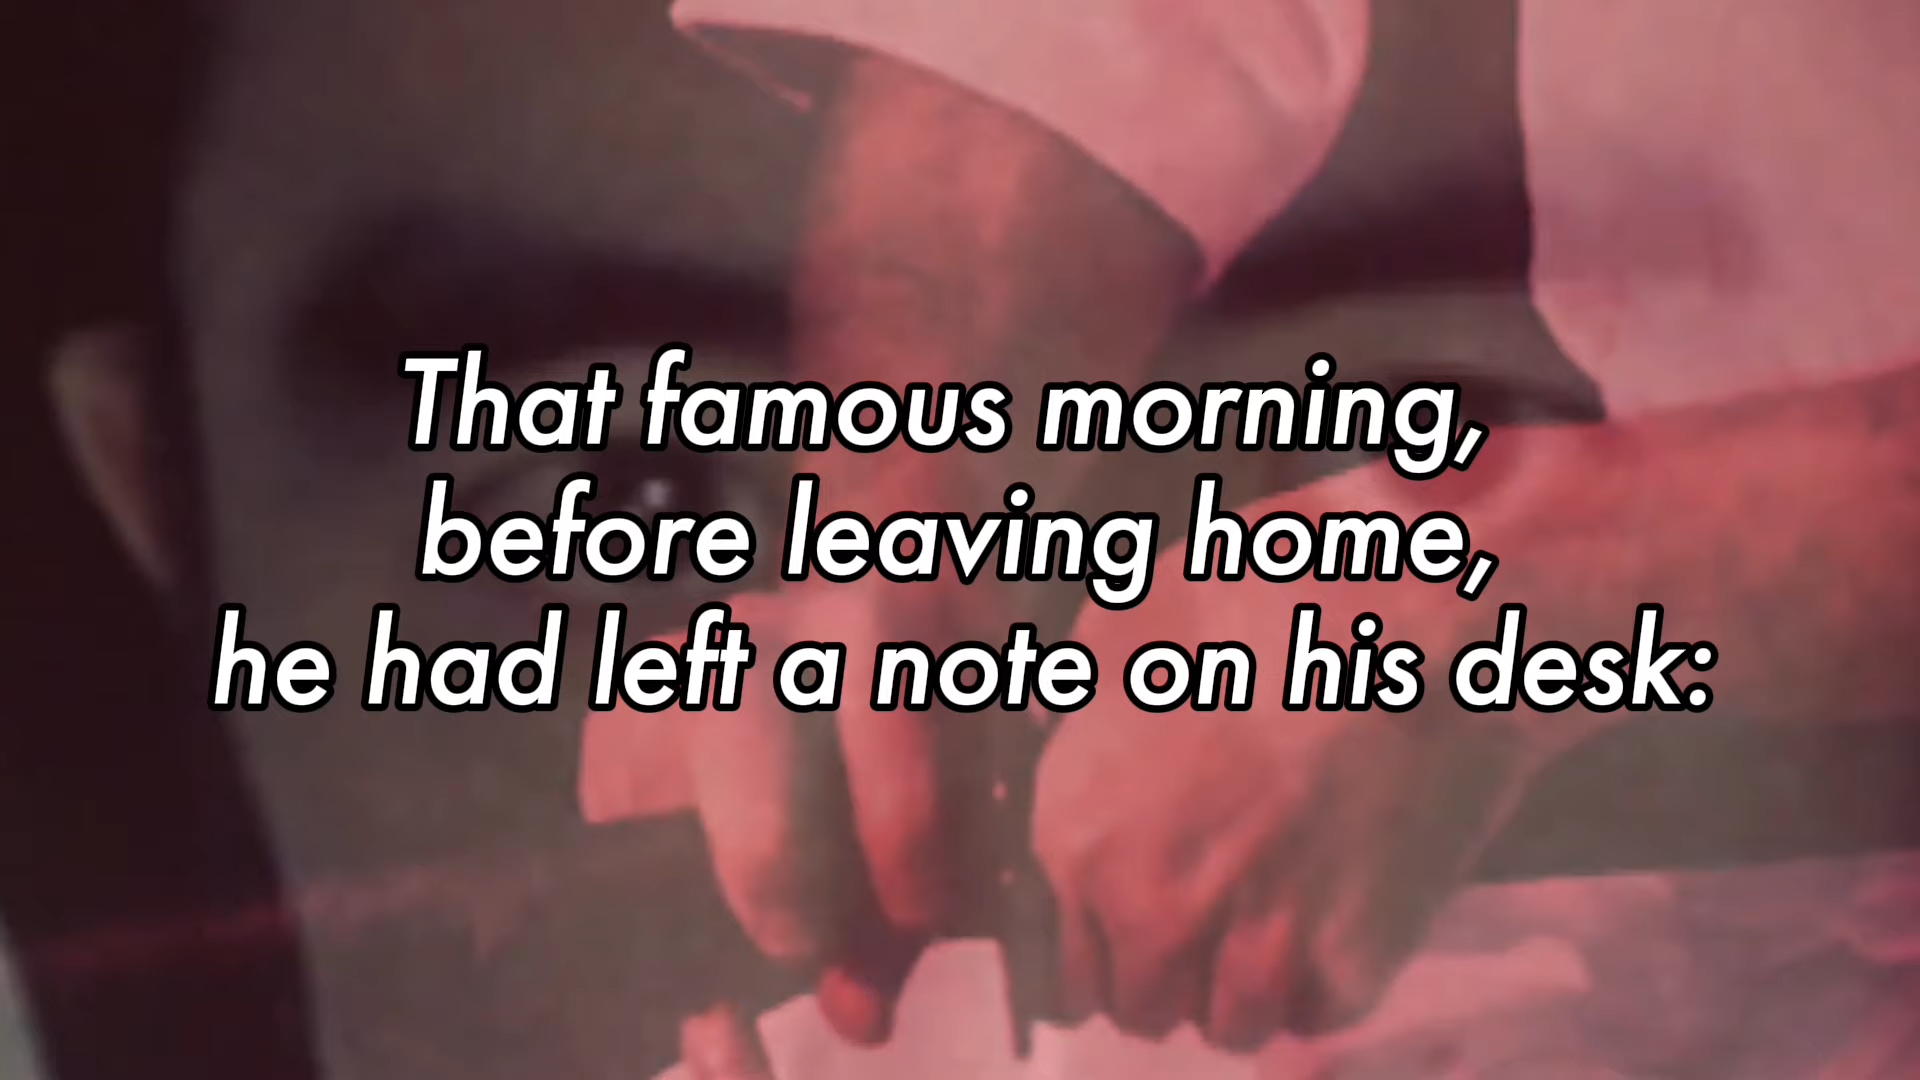 That famous morning,
before leaving home,
he had left a note on his desk: